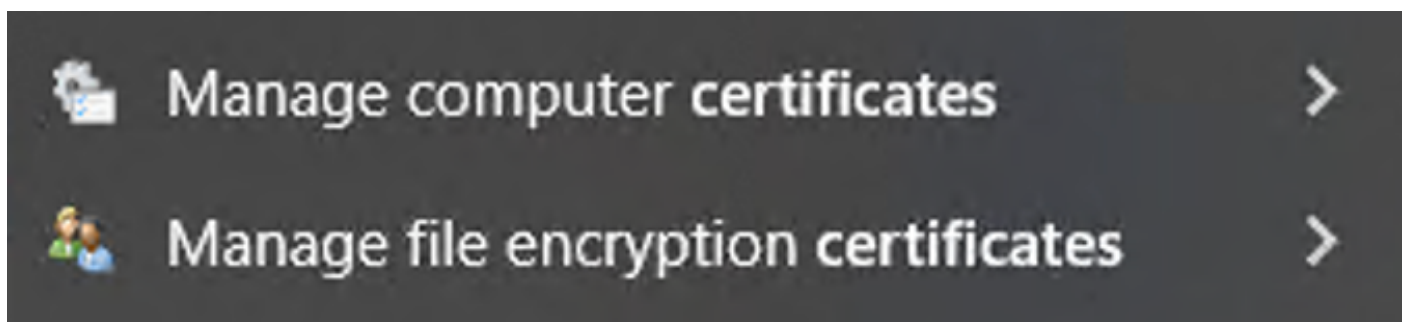 Manage computer certificates
Manage file encryption certificates